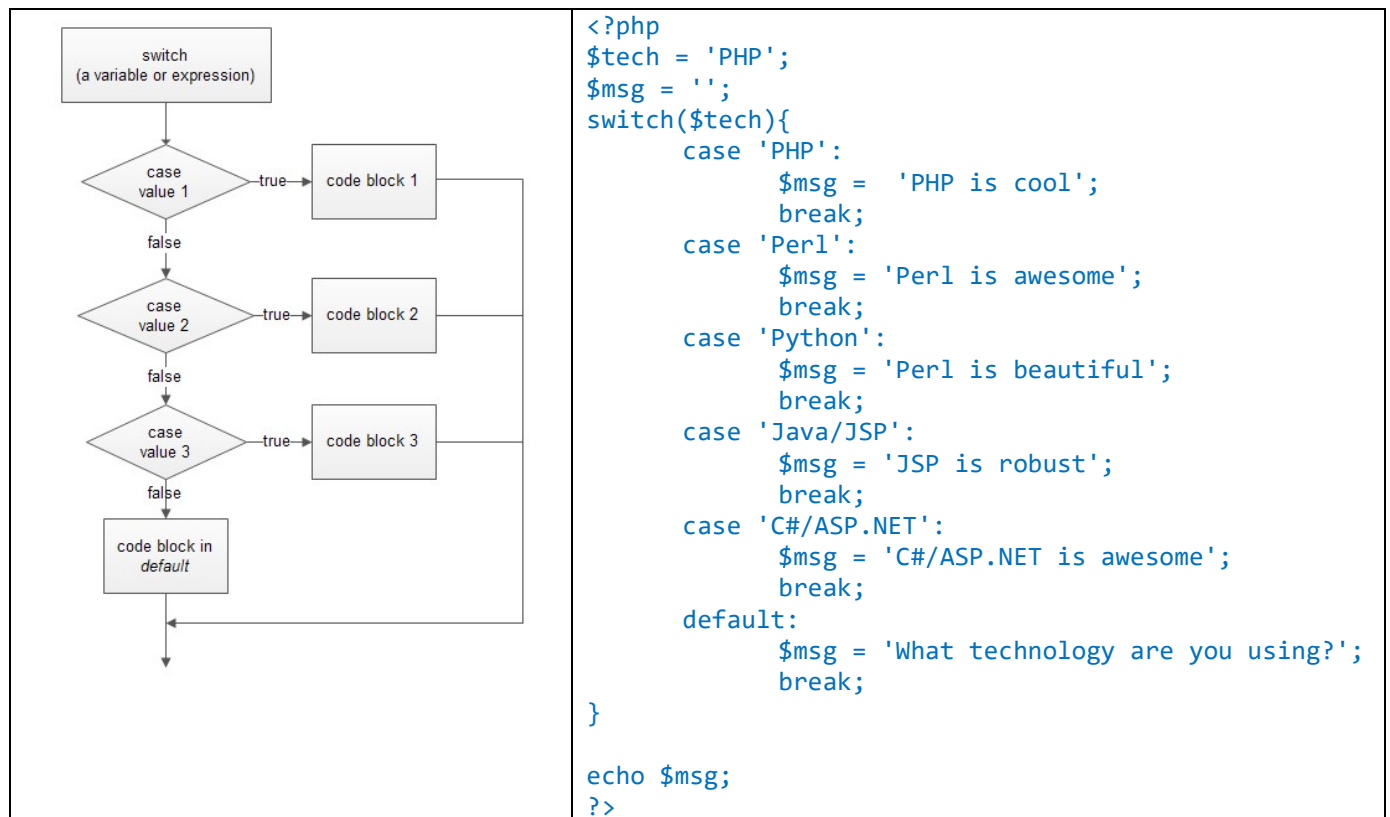 switch
(a variable or expression)
case
value 1
true
code block 1
false
case
value 2
true
code block 2
false
case
value 3
true
code block 3
false
code block in
default
<?php
$tech = 'PHP';
$msg = '';
switch($tech){
case 'PHP':
$msg =  'PHP is cool';
break;
case 'Perl':
$msg = 'Perl is awesome';
break;
case 'Python':
$msg = 'Perl is beautiful';
break;
case 'Java/JSP':
$msg = 'JSP is robust';
break;
case 'C#/ASP.NET':
$msg = 'C#/ASP.NET is awesome';
break;
default:
$msg = 'What technology are you using?';
break;
}
echo $msg;
?>